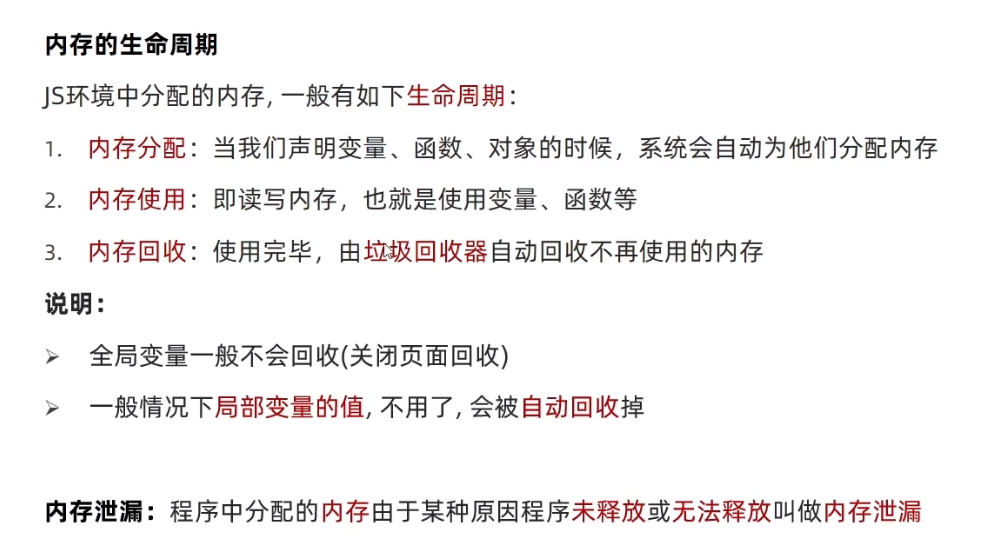 内存的生命周期
JS环境中分配的内存, 一般有如下生命周期：
1. 内存分配：当我们声明变量、函数、对象的时候，系统会自动为他们分配内存
2. 内存使用：即读写内存，也就是使用变量、函数等
3. 内存回收：使用完毕，由垃圾回收器自动回收不再使用的内存
说明：
➢ 全局变量一般不会回收(关闭页面回收)
➢ 一般情况下局部变量的值, 不用了, 会被自动回收掉
内存泄漏：程序中分配的内存由于某种原因程序未释放或无法释放叫做内存泄漏